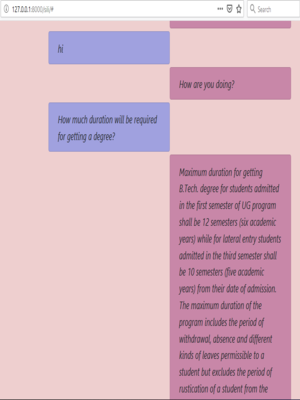 127.0.0.1:8000/oili/#
Search
hi
How are you doing?
How much duration will be required
for getting a degree?
Maximum duration for getting
B.Tech. degree for students admitted
in the first semester of UG program
shall be 12 semesters (six academic
years) while for lateral entry students
admitted in the third semester shall
be 10 semesters (five academic
years) from their date of admission.
The maximum duration of the
program includes the period of
withdrawal, absence and different
kinds of leaves permissible to a
student but excludes the period of
rustication of a student from the